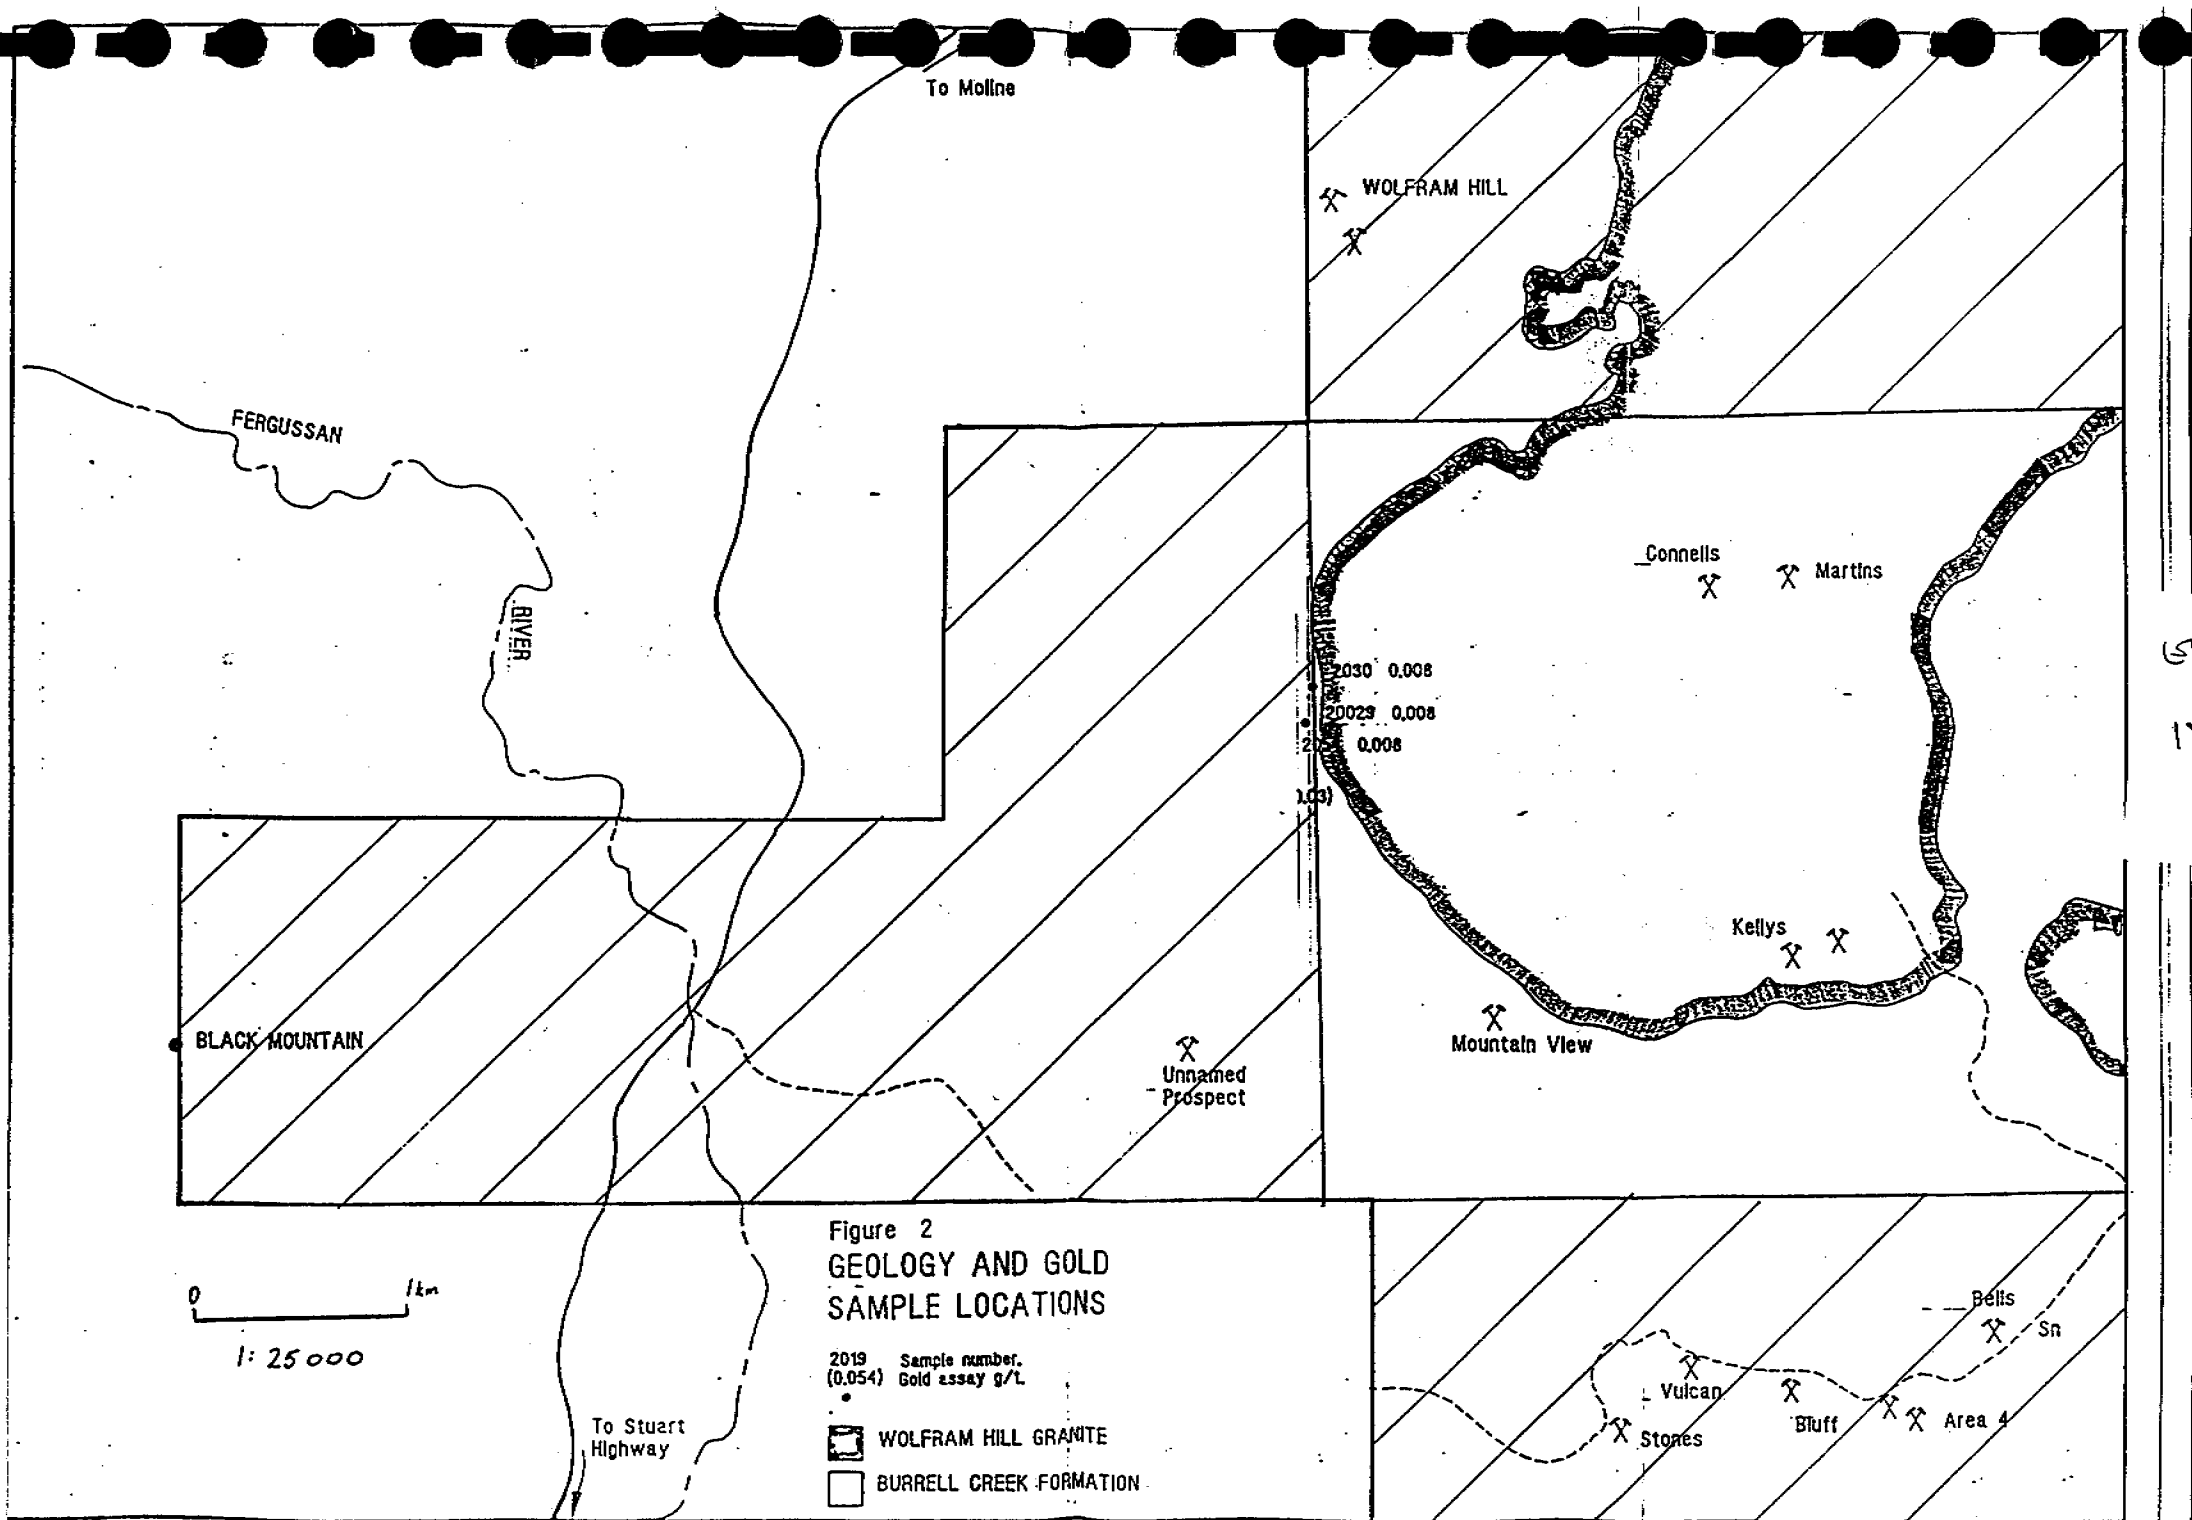 To Moline
WOLFRAM HILL
FERGUSSAN
RIVER
Connells
Martins
2030 0.008
20029 0.008
0.008
Kellys
BLACK MOUNTAIN
Mountain View
Unnamed
Prospect
Figure 2
GEOLOGY AND GOLD
SAMPLE LOCATIONS
0 1km
1: 25000
2019 Sample number.
(0.054) Gold assay g/t.
WOLFRAM HILL GRANITE
BURRELL CREEK FORMATION
To Stuart
Highway
Bells
Sn
Vulcan
Bluff
Area 4
Stones